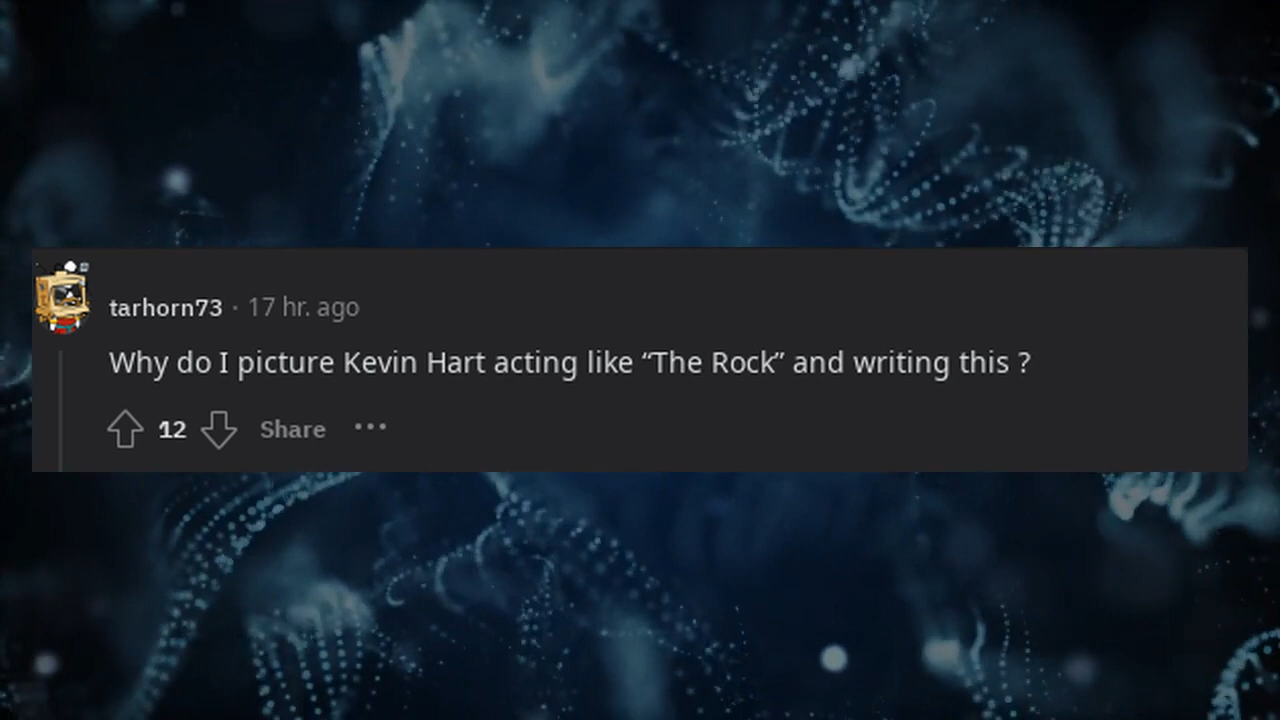 tarhorn73 · 17 hr. ago
Why do I picture Kevin Hart acting like “The Rock” and writing this ?
12 Share